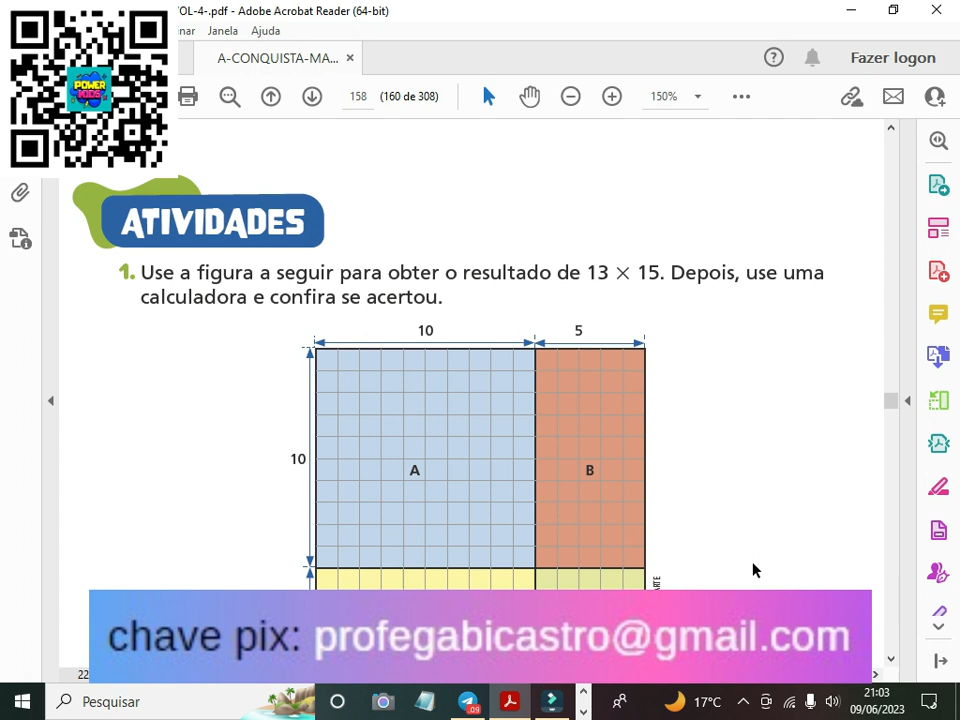 OL-4-.pdf - Adobe Acrobat Reader (64-bit)
nar Janela Ajuda
POWER
KIDS
A-CONQUISTA-MA... ×
Fazer logon
158 (160 de 308) 150%
ATIVIDADES
1. Use a figura a seguir para obter o resultado de 13 × 15. Depois, use uma
calculadora e confira se acertou.
10 5
10
A B
chave pix: profegabicastro@gmail.com
22
Pesquisar
17°C
21:03
09/06/2023